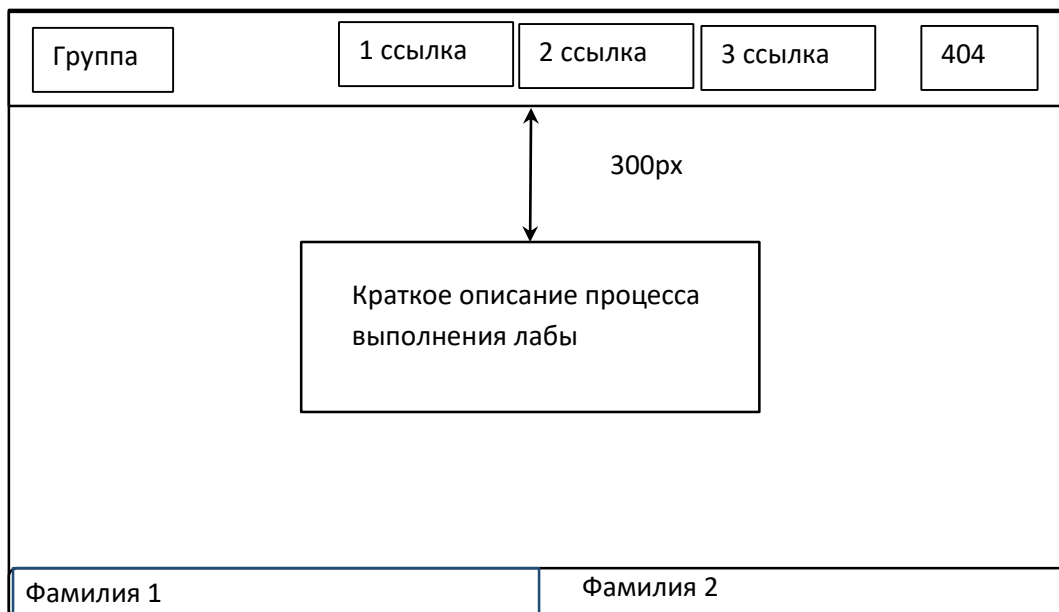 Группа
1 ссылка
2 ссылка
3 ссылка
404
300px
Краткое описание процесса
выполнения лабы
Фамилия 1
Фамилия 2